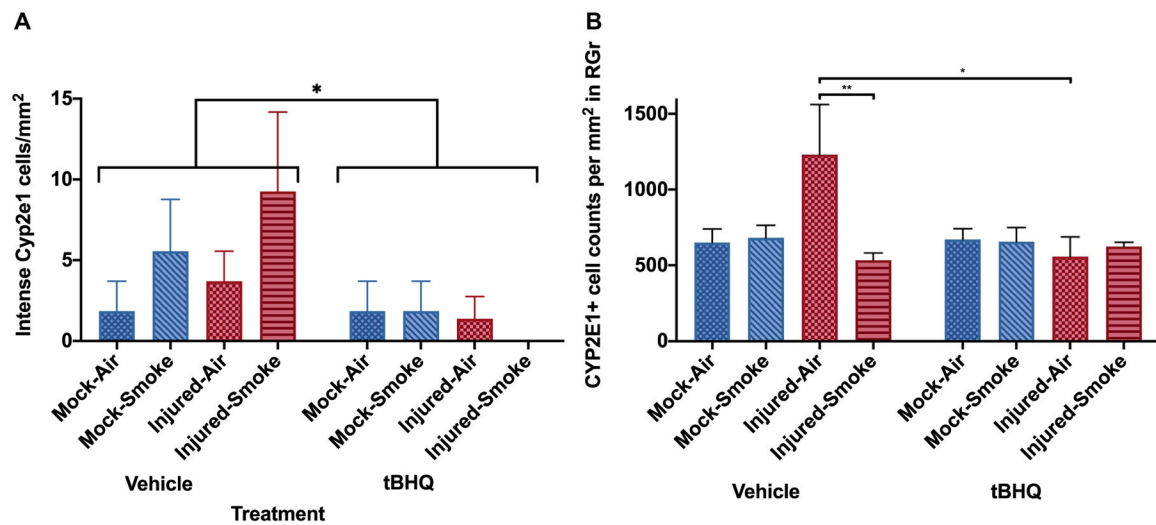 A
Intense Cyp2e1 cells/mm²
15
10
5
0
*
Mock-Air
Mock-Smoke
Injured-Air
Injured-Smoke
Mock-Air
Mock-Smoke
Injured-Air
Injured-Smoke
Vehicle
tBHQ
Treatment
B
CYP2E1+ cell counts per mm² in RGr
1500
1000
500
0
*
**
Mock-Air
Mock-Smoke
Injured-Air
Injured-Smoke
Mock-Air
Mock-Smoke
Injured-Air
Injured-Smoke
Vehicle
tBHQ